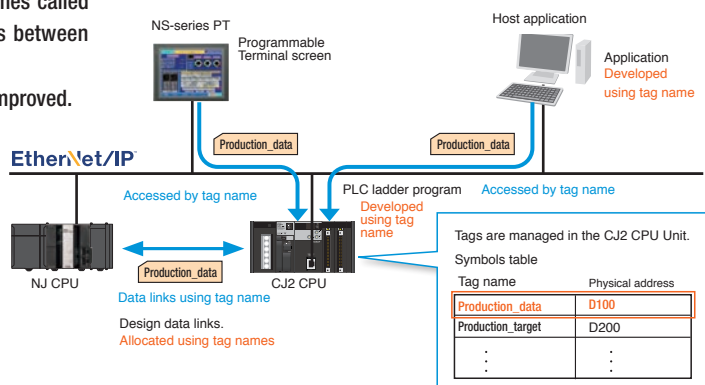 mes called
s between
mproved.
NS-series PT
Programmable
Terminal screen
Host application
Application
Developed
using tag name
Production_data
Production_data
EtherNet/IP
Accessed by tag name
PLC ladder program
Developed
using tag
name
Accessed by tag name
NJ CPU
Production_data
CJ2 CPU
Data links using tag name
Design data links.
Allocated using tag names
Tags are managed in the CJ2 CPU Unit.
Symbols table
Tag name Physical address
Production_data D100
Production_target D200